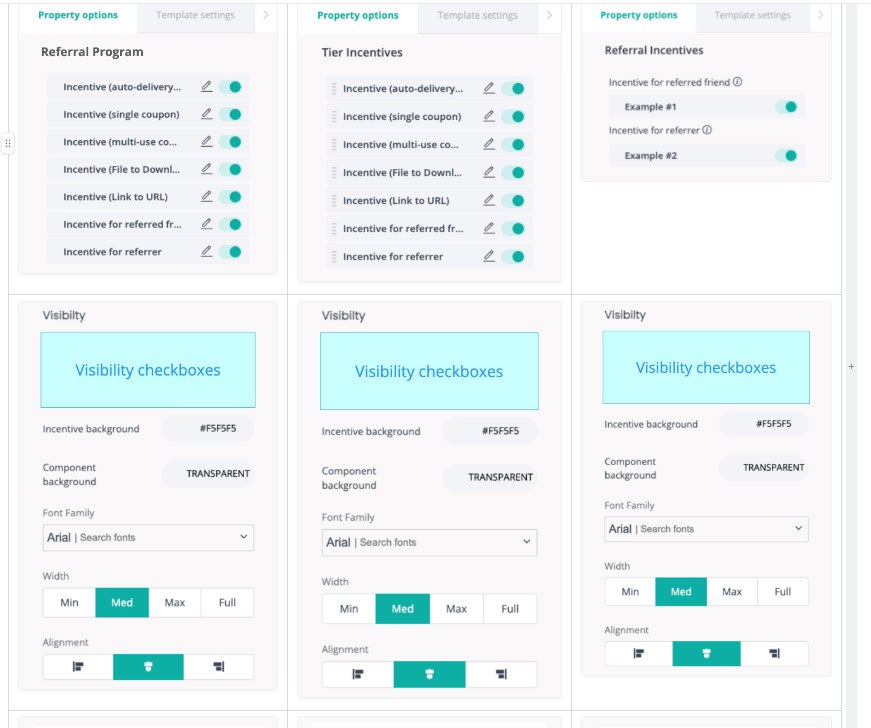 Property options Template settings
Referral Program
Incentive (auto-delivery...
Incentive (single coupon)
Incentive (multi-use co...
Incentive (File to Downl...
Incentive (Link to URL)
Incentive for referred fr...
Incentive for referrer
Property options Template settings
Tier Incentives
Incentive (auto-delivery...
Incentive (single coupon)
Incentive (multi-use co...
Incentive (File to Downl...
Incentive (Link to URL)
Incentive for referred fr...
Incentive for referrer
Property options Template settings
Referral Incentives
Incentive for referred friend
Example #1
Incentive for referrer
Example #2
Visibilty
Visibility checkboxes
Incentive background #F5F5F5
Component
background
TRANSPARENT
Font Family
Arial | Search fonts
Width
Min Med Max Full
Alignment
Visibilty
Visibility checkboxes
Incentive background #F5F5F5
Component
background
TRANSPARENT
Font Family
Arial | Search fonts
Width
Min Med Max Full
Alignment
Visibilty
Visibility checkboxes
Incentive background #F5F5F5
Component
background
TRANSPARENT
Font Family
Arial | Search fonts
Width
Min Med Max Full
Alignment